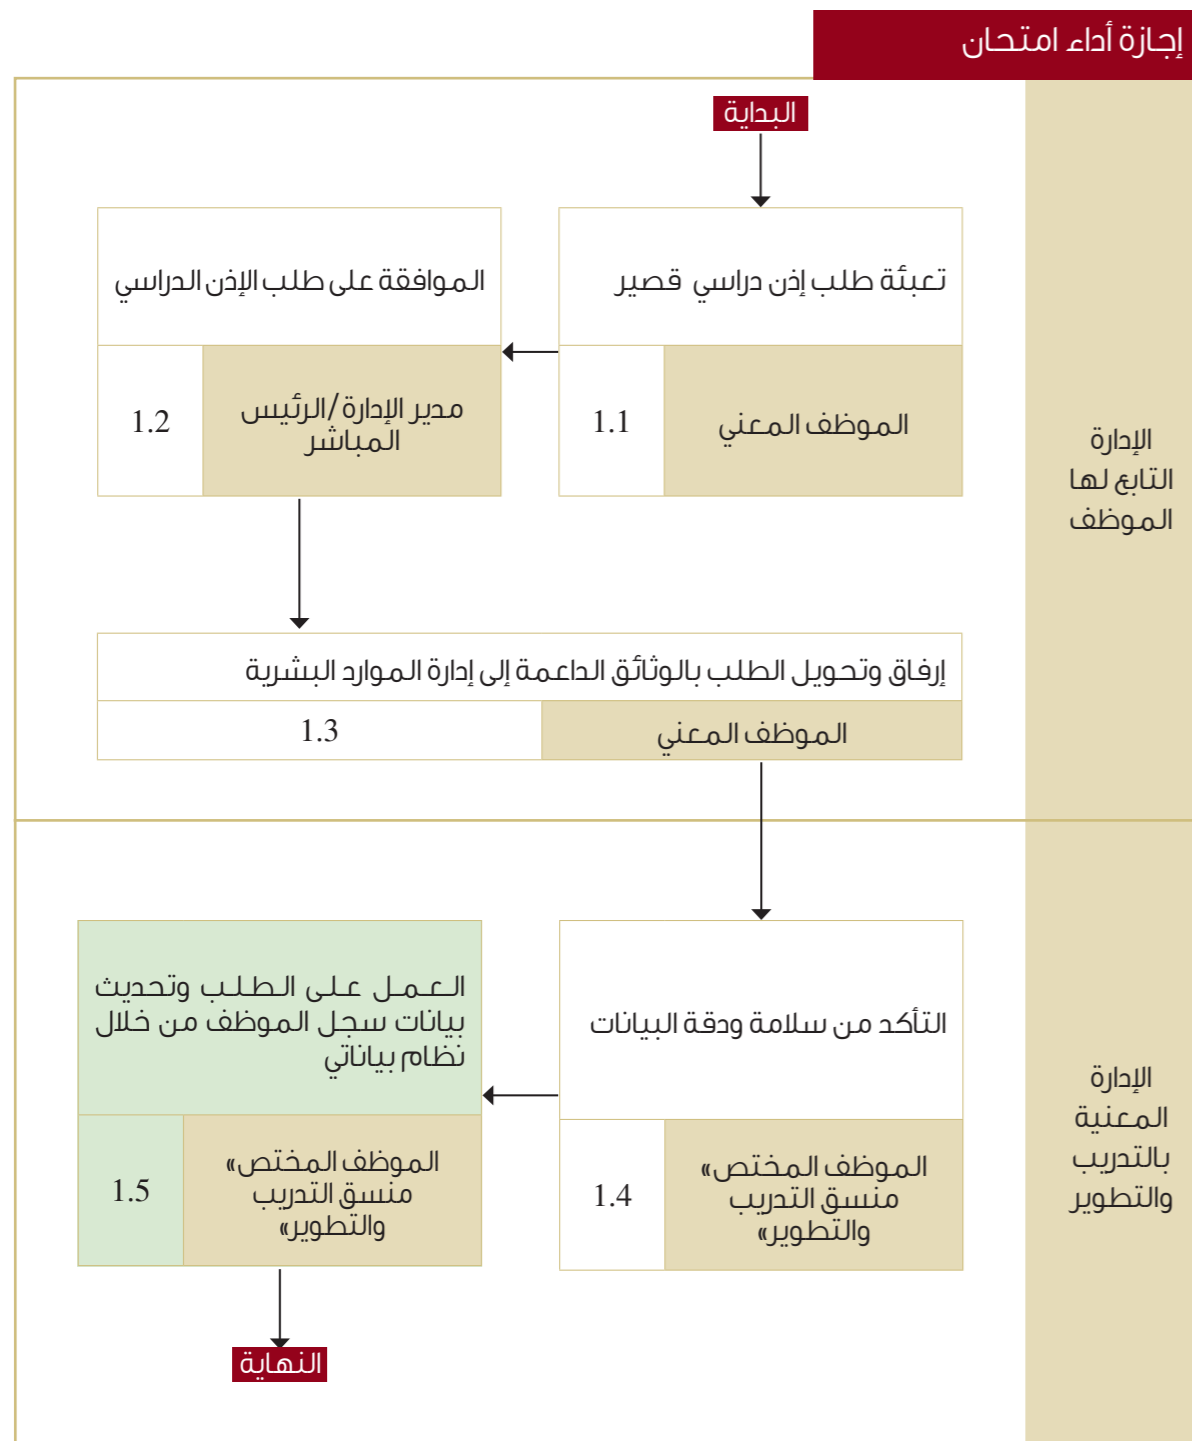 إجازة أداء امتحان
البداية
الإدارة
التابع لها
الموظف
تعبئة طلب إذن دراسي قصير
الموظف المعني
1.1
الموافقة على طلب الإذن الدراسي
مدير الإدارة/الرئيس
المباشر
1.2
إرفاق وتحويل الطلب بالوثائق الداعمة إلى إدارة الموارد البشرية
الموظف المعني
1.3
الإدارة
المعنية
بالتدريب
والتطوير
التأكد من سلامة ودقة البيانات
الموظف المختص»
منسق التدريب
والتطوير»
1.4
العمل على الطلب وتحديث
بيانات سجل الموظف من خلال
نظام بياناتي
الموظف المختص»
منسق التدريب
والتطوير»
1.5
النهاية